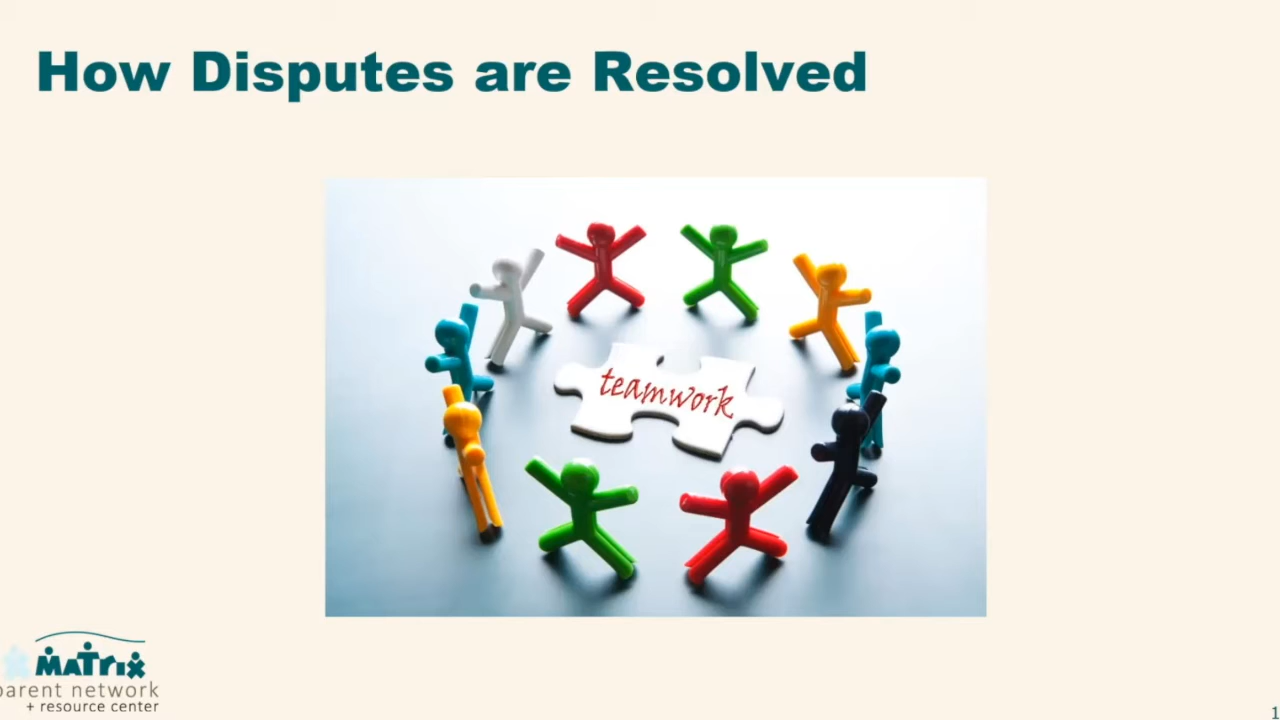 How Disputes are Resolved
teamwork
MATRIX
parent network
+ resource center
1